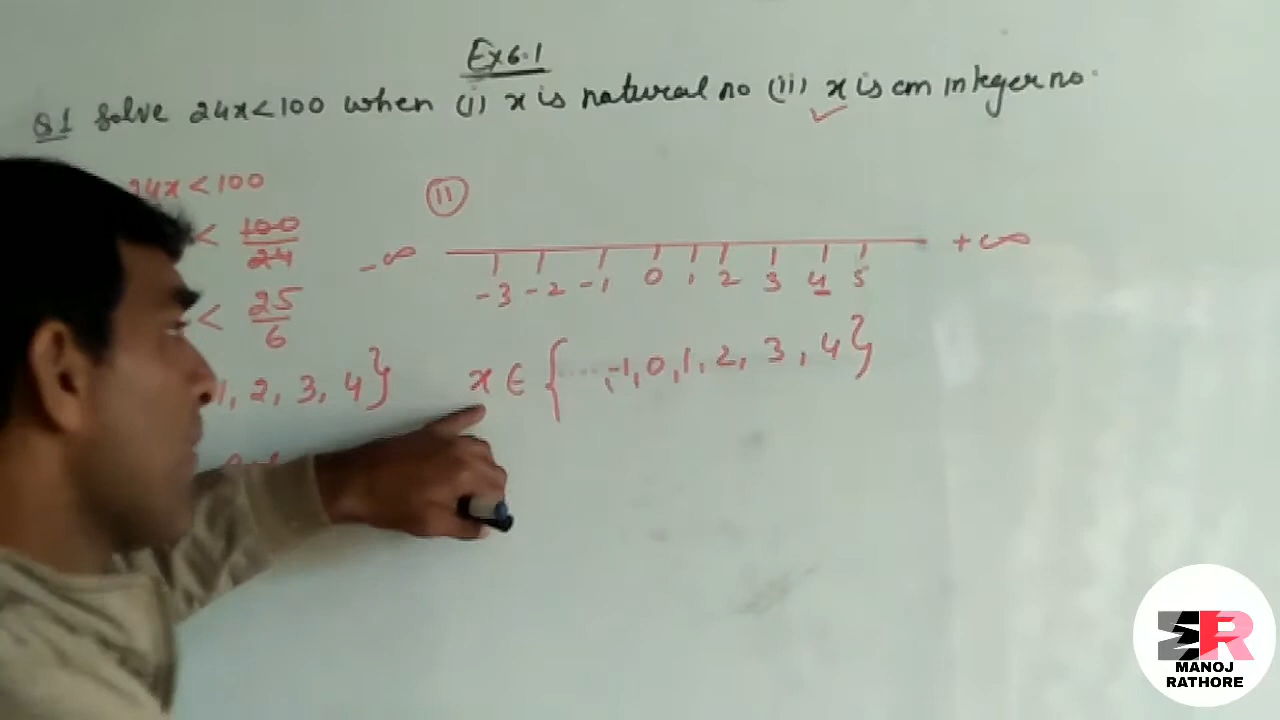 Ex 6.1
Q1 Solve 24x<100 when (i) x is natural no (ii) x is an integer no.
24x < 100
< 100/24
< 25/6
1, 2, 3, 4}
(11)
-∞ +∞
-3 -2 -1 0 1 2 3 4 5
x ∈ {....,-1,0,1,2,3,4}
MANOJ
RATHORE